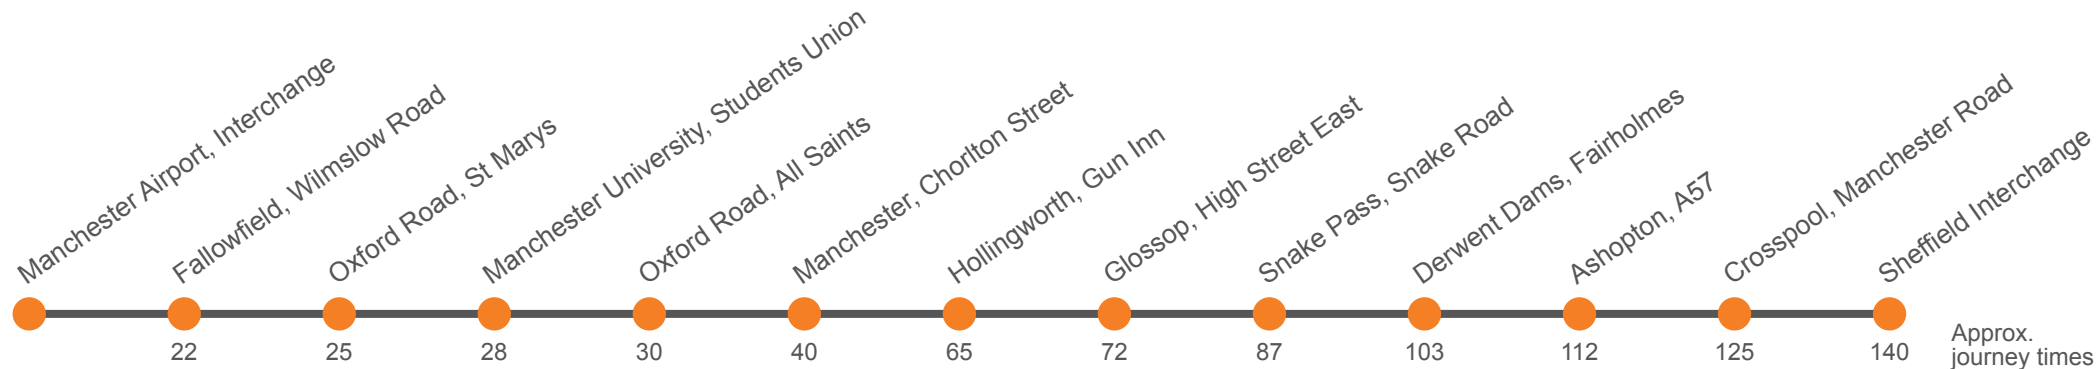 Manchester Airport, Interchange
Fallowfield, Wilmslow Road
Oxford Road, St Marys
Manchester University, Students Union
Oxford Road, All Saints
Manchester, Chorlton Street
Hollingworth, Gun Inn
Glossop, High Street East
Snake Pass, Snake Road
Derwent Dams, Fairholmes
Ashopton, A57
Crosspool, Manchester Road
Sheffield Interchange
22 25 28 30 40 65 72 87 103 112 125 140
Approx.
journey times